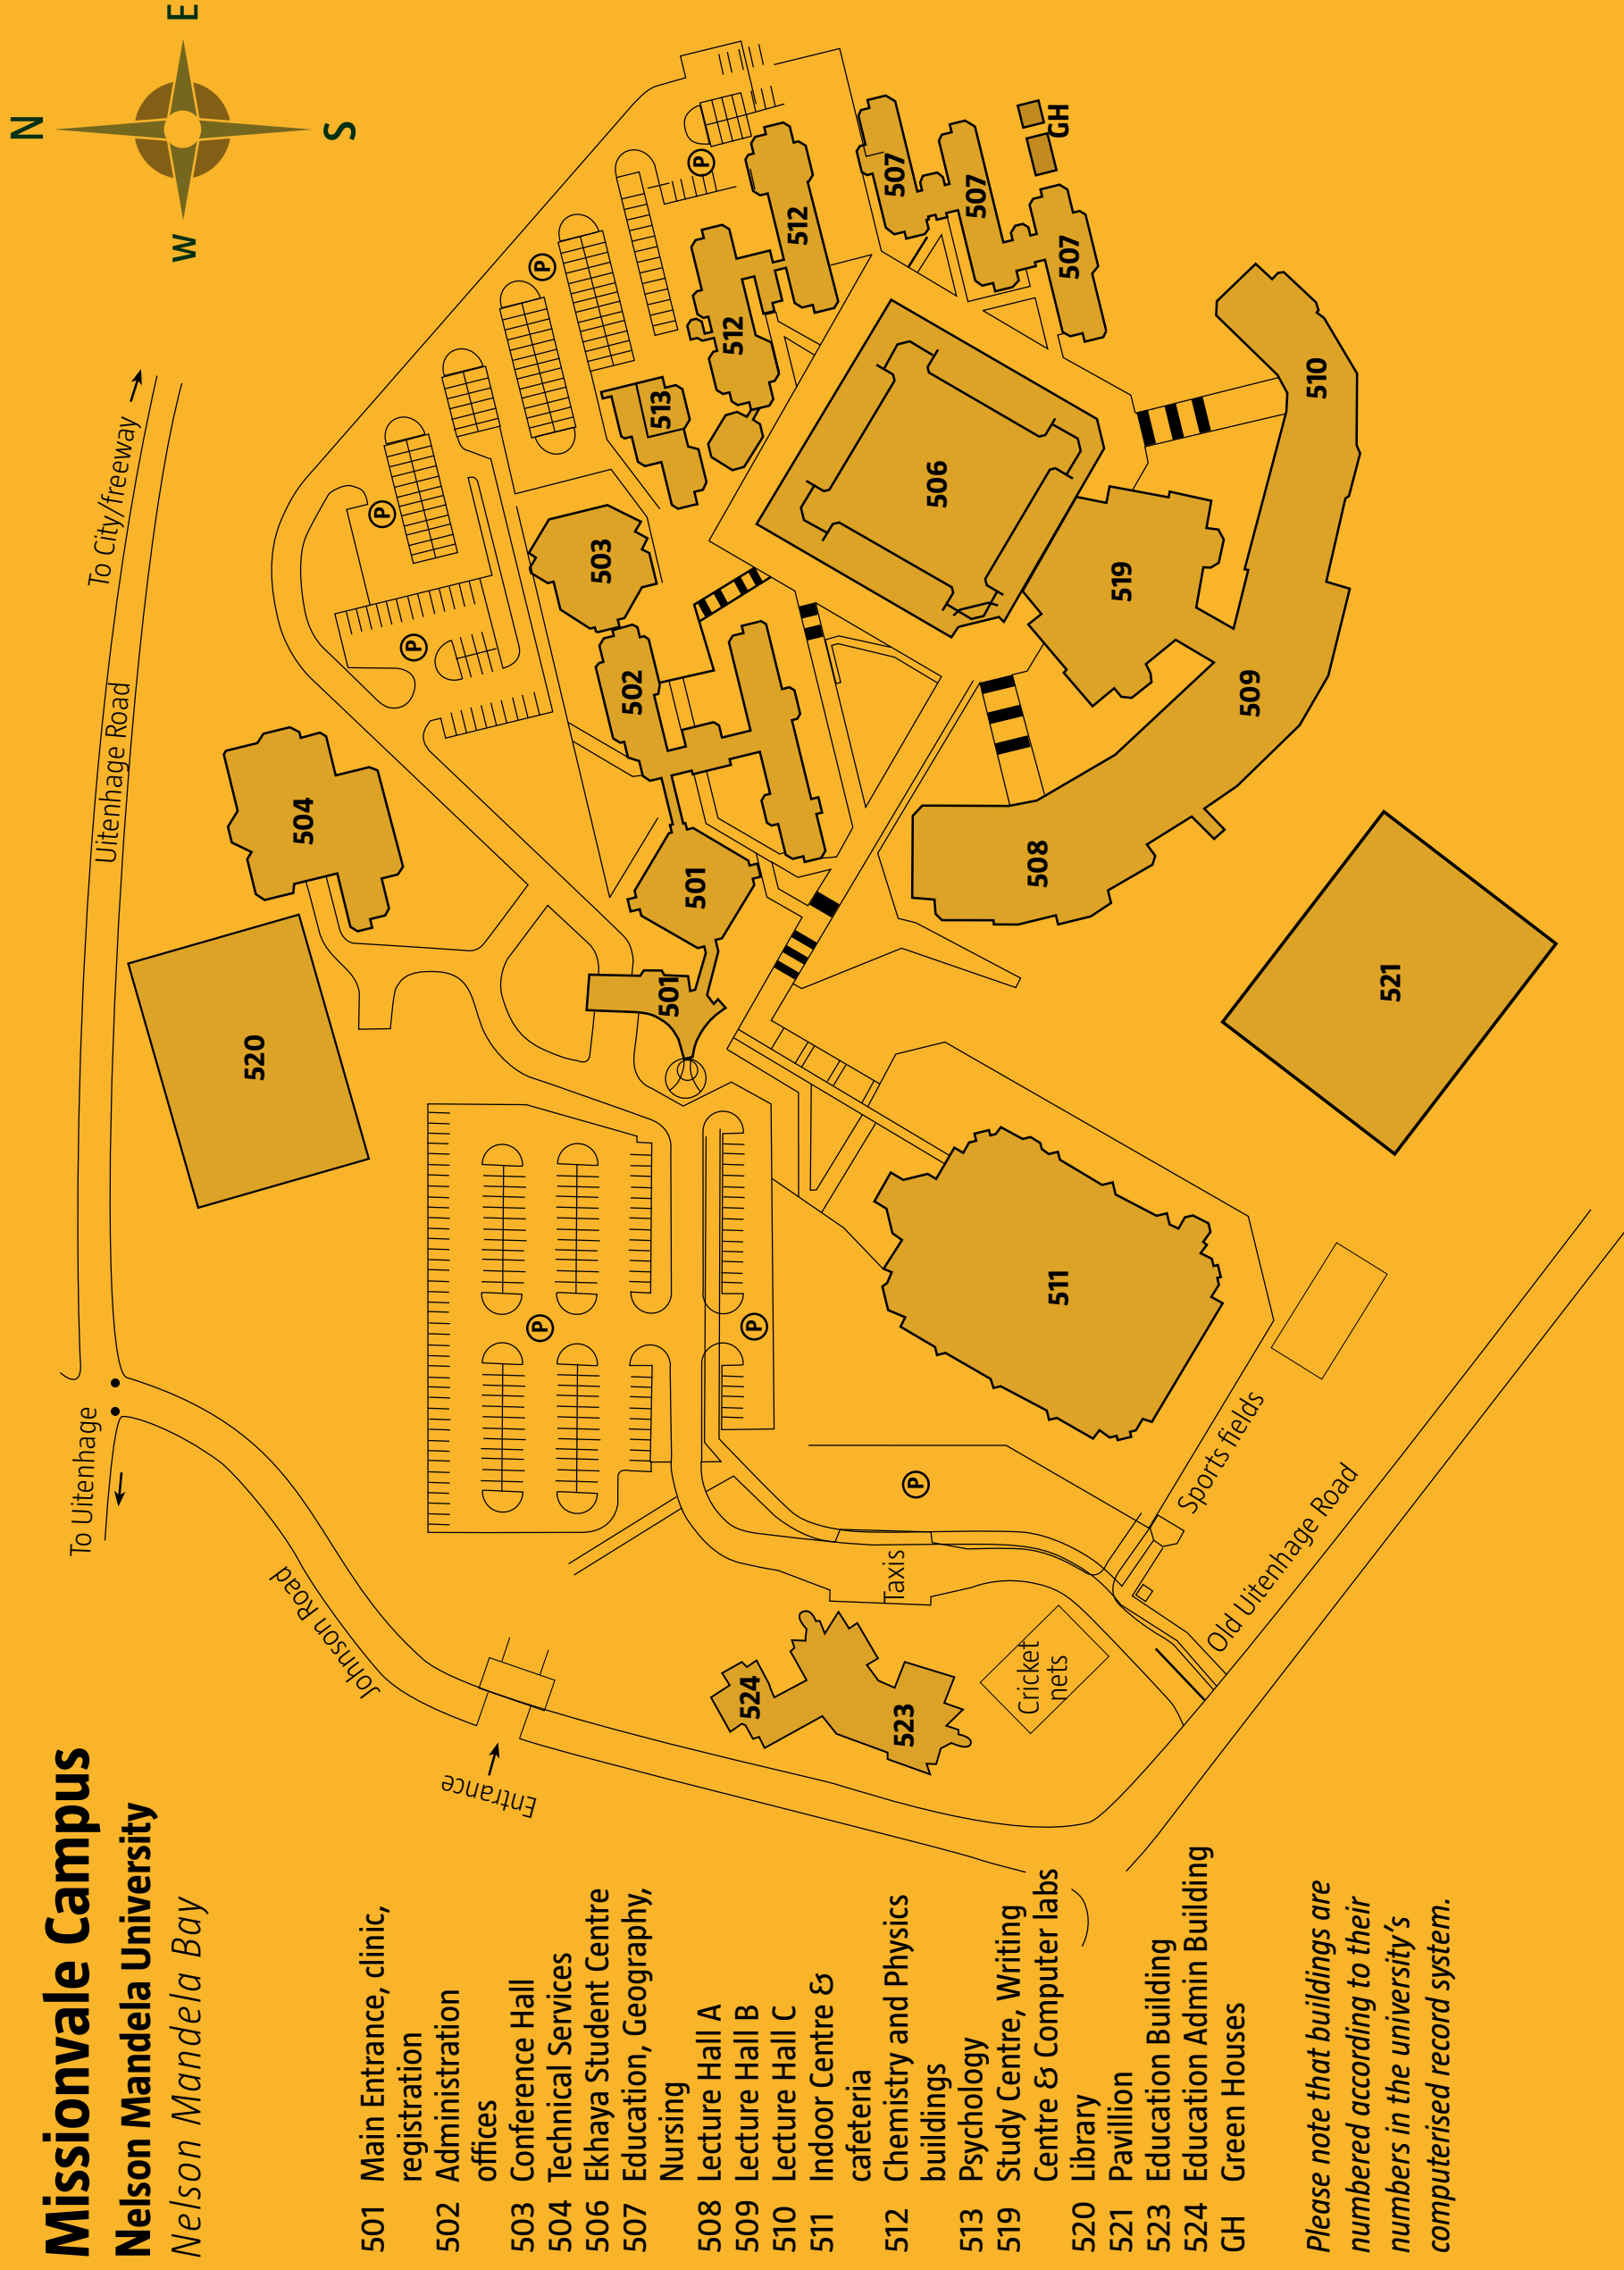 Missionvale Campus
Nelson Mandela University
Nelson Mandela Bay
501 Main Entrance, clinic,
registration
502 Administration
offices
503 Conference Hall
504 Technical Services
506 Ekhaya Student Centre
507 Education, Geography,
Nursing
508 Lecture Hall A
509 Lecture Hall B
510 Lecture Hall C
511 Indoor Centre &
cafeteria
512 Chemistry and Physics
buildings
513 Psychology
519 Study Centre, Writing
Centre & Computer labs
520 Library
521 Pavillion
523 Education Building
524 Education Admin Building
GH Green Houses
Please note that buildings are
numbered according to their
numbers in the university's
computerised record system.
To Uitenhage
Uitenhage Road
To City/freeway
N
E
S
W
Johnson Road
Entrance
520
504
P
P
P
P
P
P
P
503
502
501
501
513
512
512
507
507
507
GH
506
519
510
509
508
521
511
Taxis
524
523
Cricket
nets
Sports fields
Old Uitenhage Road